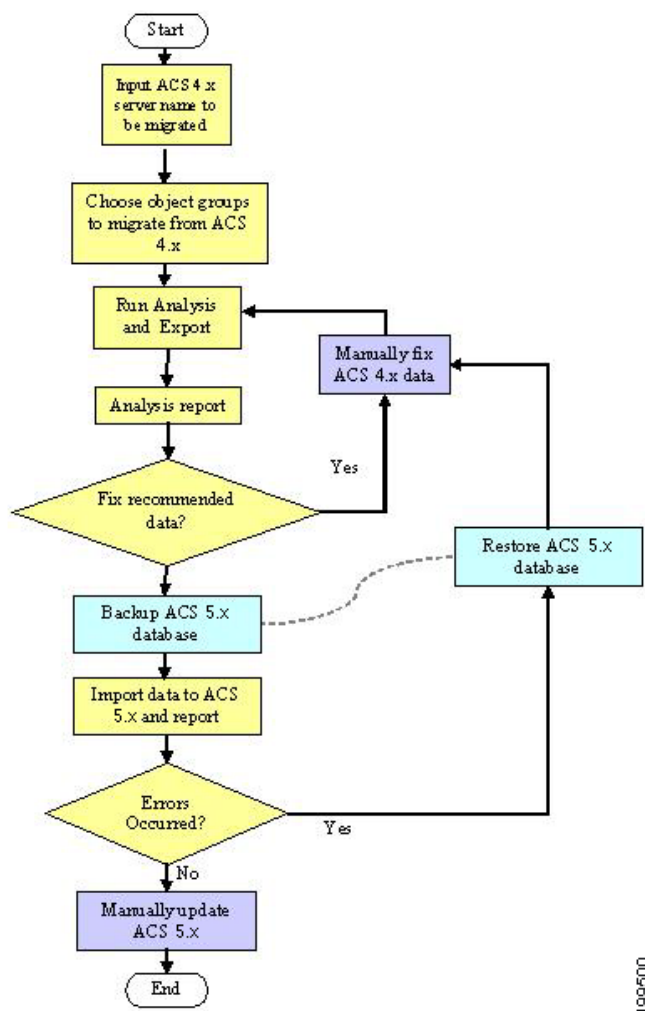 Start
Input ACS 4.x
server name to
be migrated
Choose object groups
to migrate from ACS
4.x
Run Analysis
and Export
Manually fix
ACS 4.x data
Analysis report
Yes
Fix recommended
data?
Restore ACS 5.x
database
Backup ACS 5.x
database
Import data to ACS
5.x and report
Errors
Occurred?
Yes
No
Manually update
ACS 5.x
End
199500